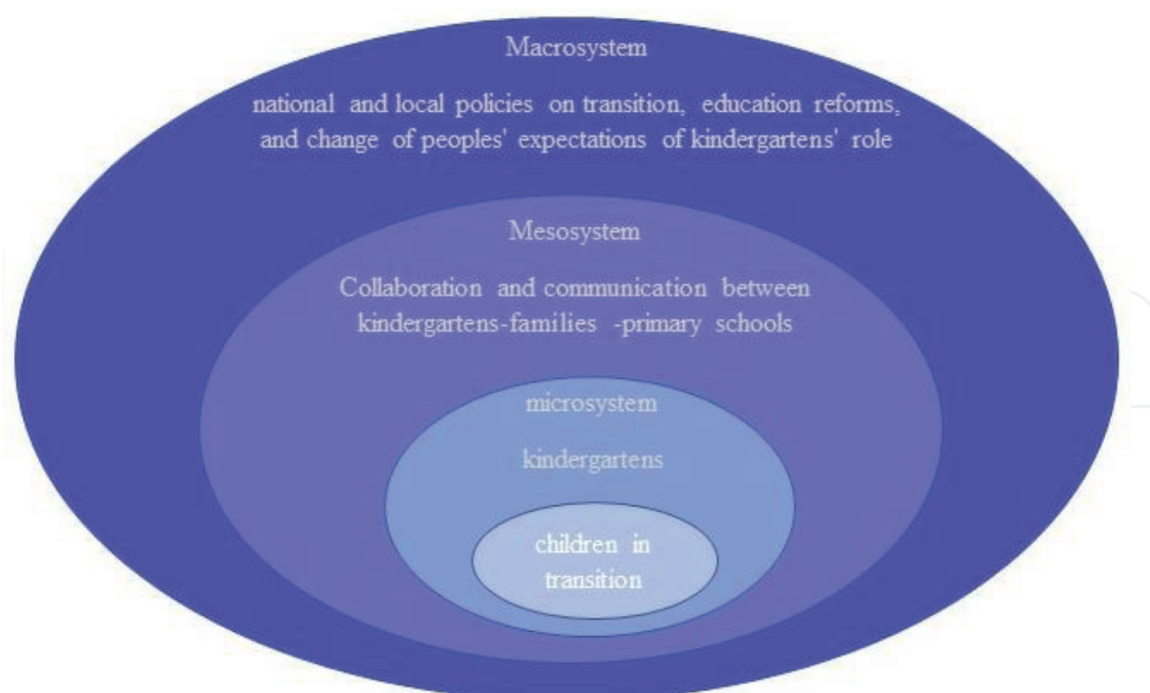 Macrosystem
national and local policies on transition, education reforms,
and change of peoples' expectations of kindergartens' role
Mesosystem
Collaboration and communication between
kindergartens-families -primary schools
microsystem
kindergartens
children in
transition